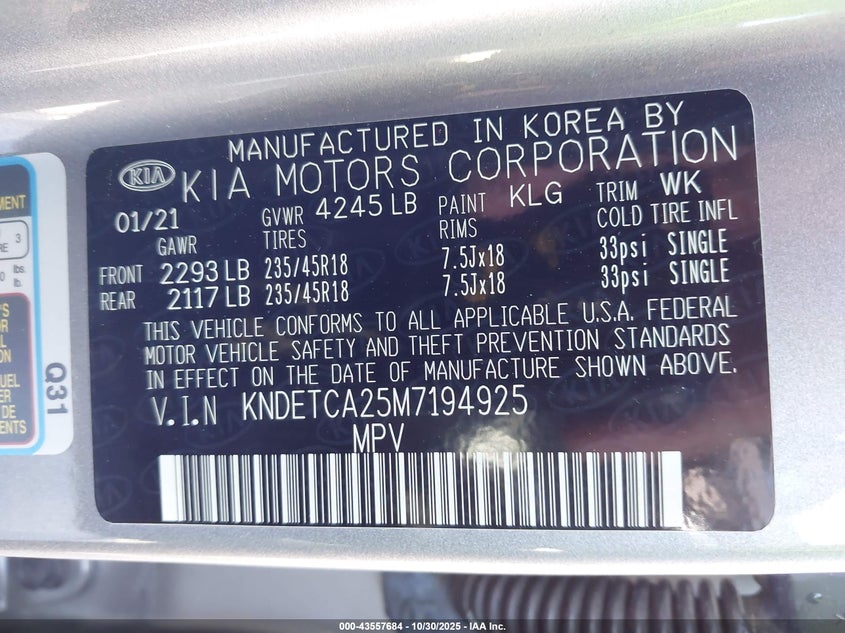 MANUFACTURED IN KOREA BY
KIA KIA MOTORS CORPORATION
01/21 GVWR 4245 LB PAINT KLG TRIM WK
GAWR TIRES RIMS COLD TIRE INFL
FRONT 2293 LB 235/45R18 7.5Jx18 33psi SINGLE
REAR 2117 LB 235/45R18 7.5Jx18 33psi SINGLE
THIS VEHICLE CONFORMS TO ALL APPLICABLE U.S.A. FEDERAL
MOTOR VEHICLE SAFETY AND THEFT PREVENTION STANDARDS
IN EFFECT ON THE DATE OF MANUFACTURE SHOWN ABOVE.
V.I.N KNDETCA25M7194925
MPV
Q31
3
lbs.
000-43557684 - 10/30/2025 - IAA Inc.